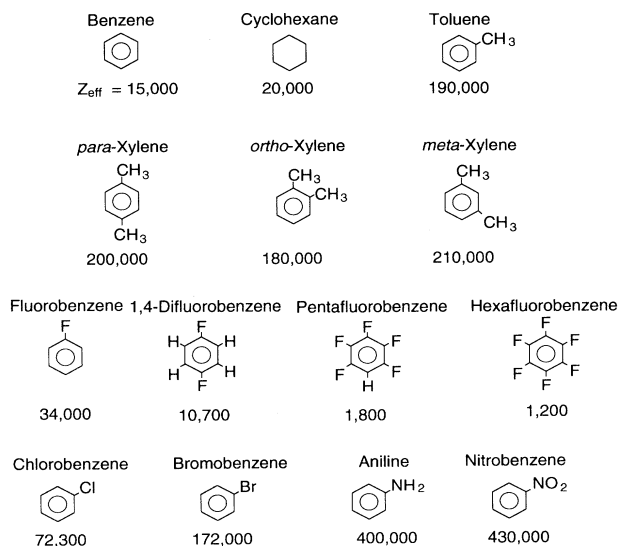 Benzene Cyclohexane Toluene
CH3
Zeff = 15,000 20,000 190,000
para-Xylene ortho-Xylene meta-Xylene
CH3 CH3 CH3
CH3
CH3 CH3
200,000 180,000 210,000
Fluorobenzene 1,4-Difluorobenzene Pentafluorobenzene Hexafluorobenzene
F F F F
H H F F F F
H H F F F F
F H F
34,000 10,700 1,800 1,200
Chlorobenzene Bromobenzene Aniline Nitrobenzene
Cl Br NH2 NO2
72,300 172,000 400,000 430,000